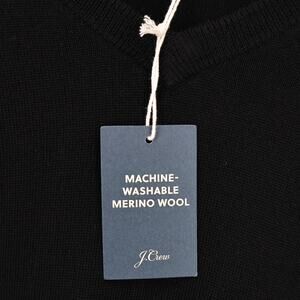 MACHINE-
WASHABLE
MERINO WOOL
J.Crew